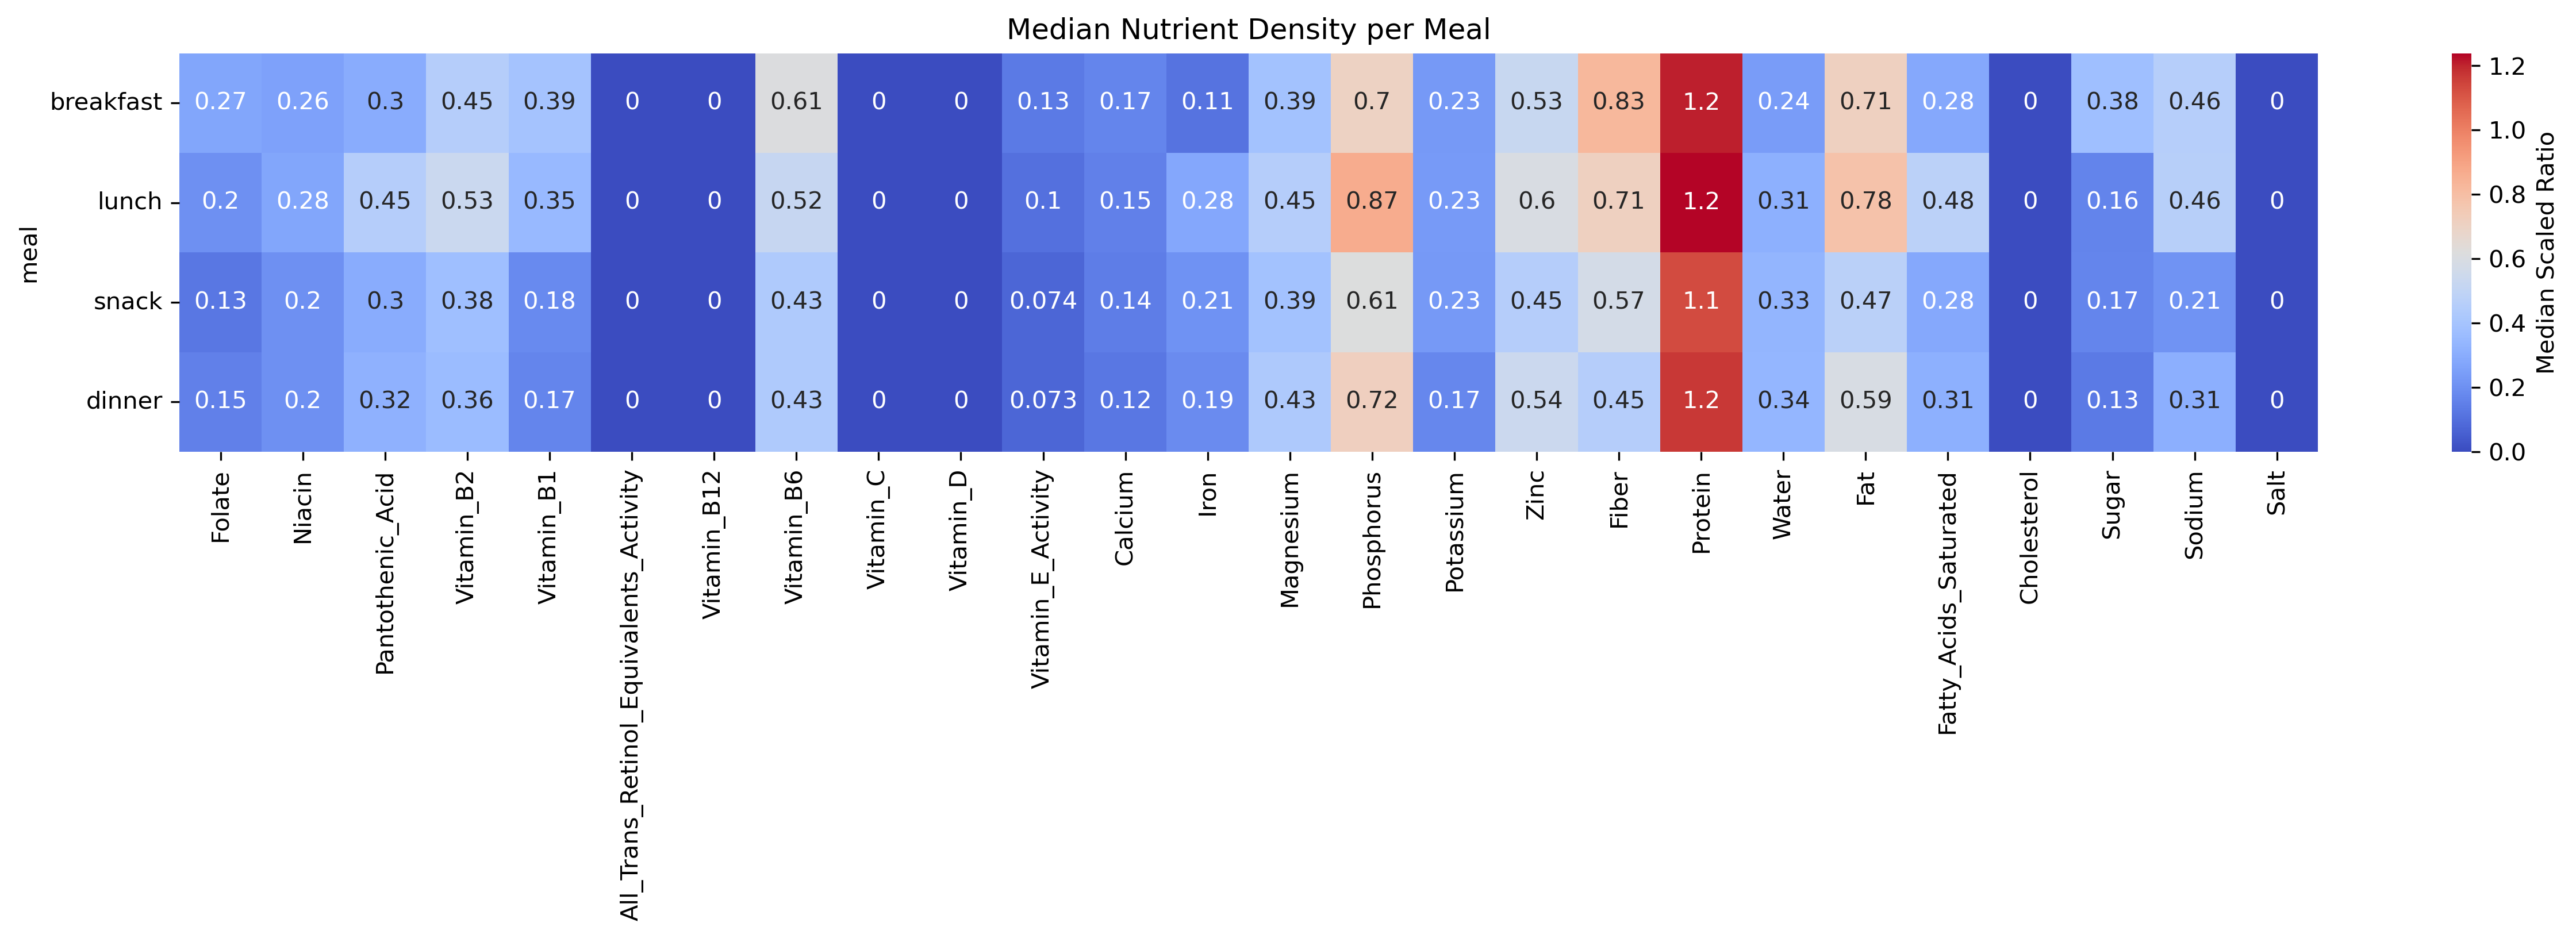 Median Nutrient Density per Meal
meal
breakfast 0.27 0.26 0.3 0.45 0.39 0 0 0.61 0 0 0.13 0.17 0.11 0.39 0.7 0.23 0.53 0.83 1.2 0.24 0.71 0.28 0 0.38 0.46 0
lunch 0.2 0.28 0.45 0.53 0.35 0 0 0.52 0 0 0.1 0.15 0.28 0.45 0.87 0.23 0.6 0.71 1.2 0.31 0.78 0.48 0 0.16 0.46 0
snack 0.13 0.2 0.3 0.38 0.18 0 0 0.43 0 0 0.074 0.14 0.21 0.39 0.61 0.23 0.45 0.57 1.1 0.33 0.47 0.28 0 0.17 0.21 0
dinner 0.15 0.2 0.32 0.36 0.17 0 0 0.43 0 0 0.073 0.12 0.19 0.43 0.72 0.17 0.54 0.45 1.2 0.34 0.59 0.31 0 0.13 0.31 0
Folate
Niacin
Pantothenic_Acid
Vitamin_B2
Vitamin_B1
All_Trans_Retinol_Equivalents_Activity
Vitamin_B12
Vitamin_B6
Vitamin_C
Vitamin_D
Vitamin_E_Activity
Calcium
Iron
Magnesium
Phosphorus
Potassium
Zinc
Fiber
Protein
Water
Fat
Fatty_Acids_Saturated
Cholesterol
Sugar
Sodium
Salt
1.2
1.0
0.8
0.6
0.4
0.2
0.0
Median Scaled Ratio